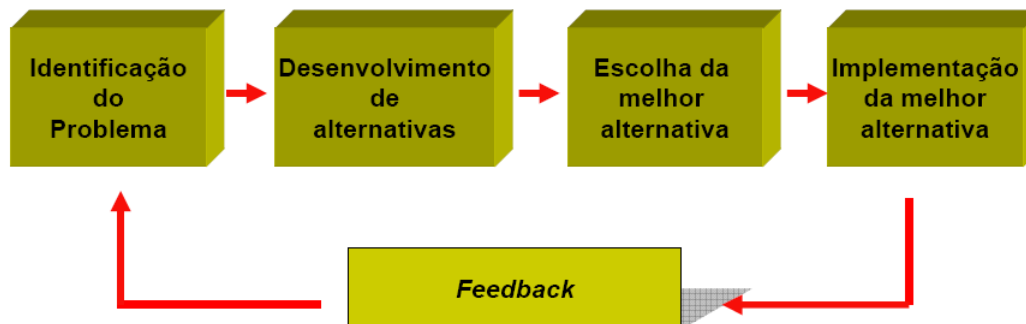 Identificação
do
Problema
Desenvolvimento
de
alternativas
Escolha da
melhor
alternativa
Implementação
da melhor
alternativa
Feedback